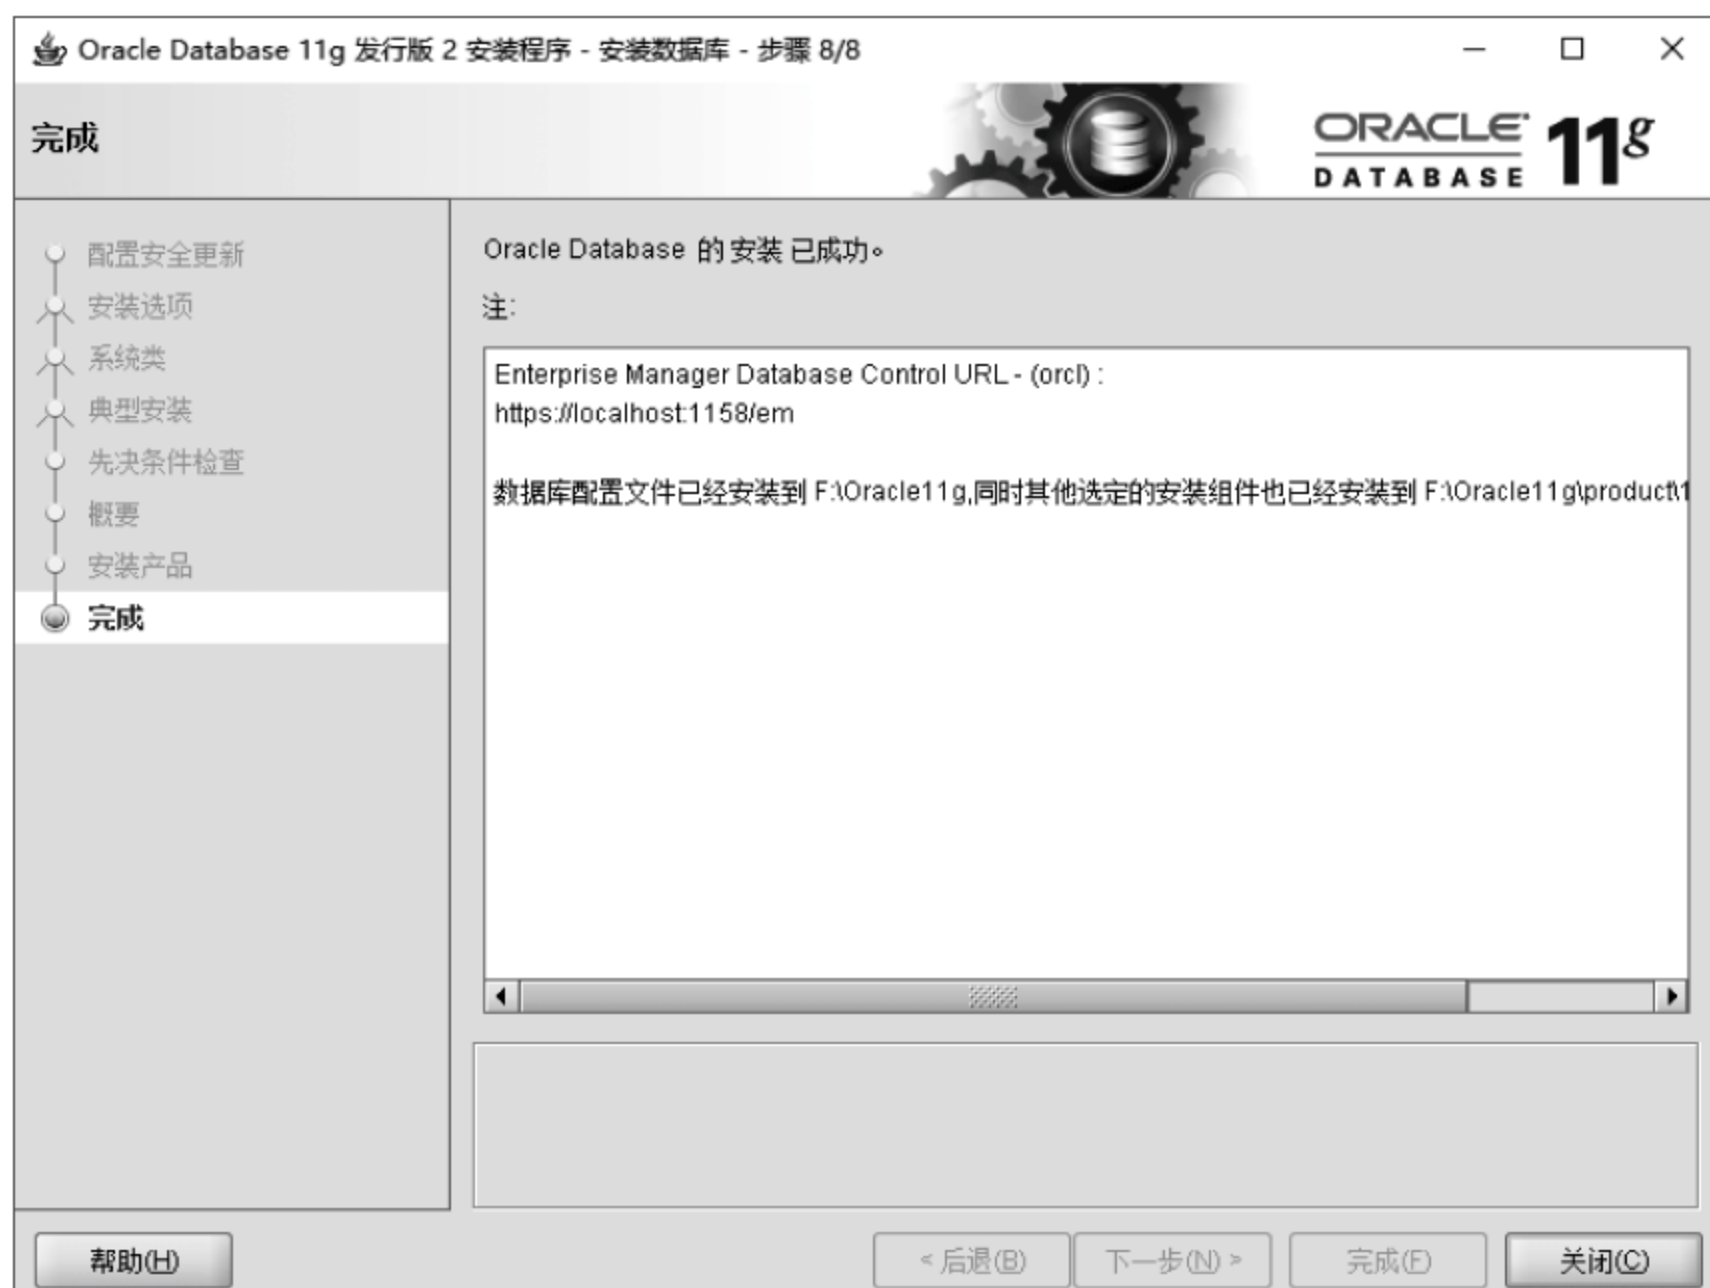 Oracle Database 11g 发行版 2 安装程序 - 安装数据库 - 步骤 8/8
完成
ORACLE DATABASE 11g
配置安全更新
安装选项
系统类
典型安装
先决条件检查
概要
安装产品
完成
Oracle Database 的 安装 已成功。
注:
Enterprise Manager Database Control URL - (orcl) :
https://localhost:1158/em
数据库配置文件已经安装到 F:\Oracle11g,同时其他选定的安装组件也已经安装到 F:\Oracle11g\product\1
帮助(H)
< 后退(B)
下一步(N) >
完成(F)
关闭(C)